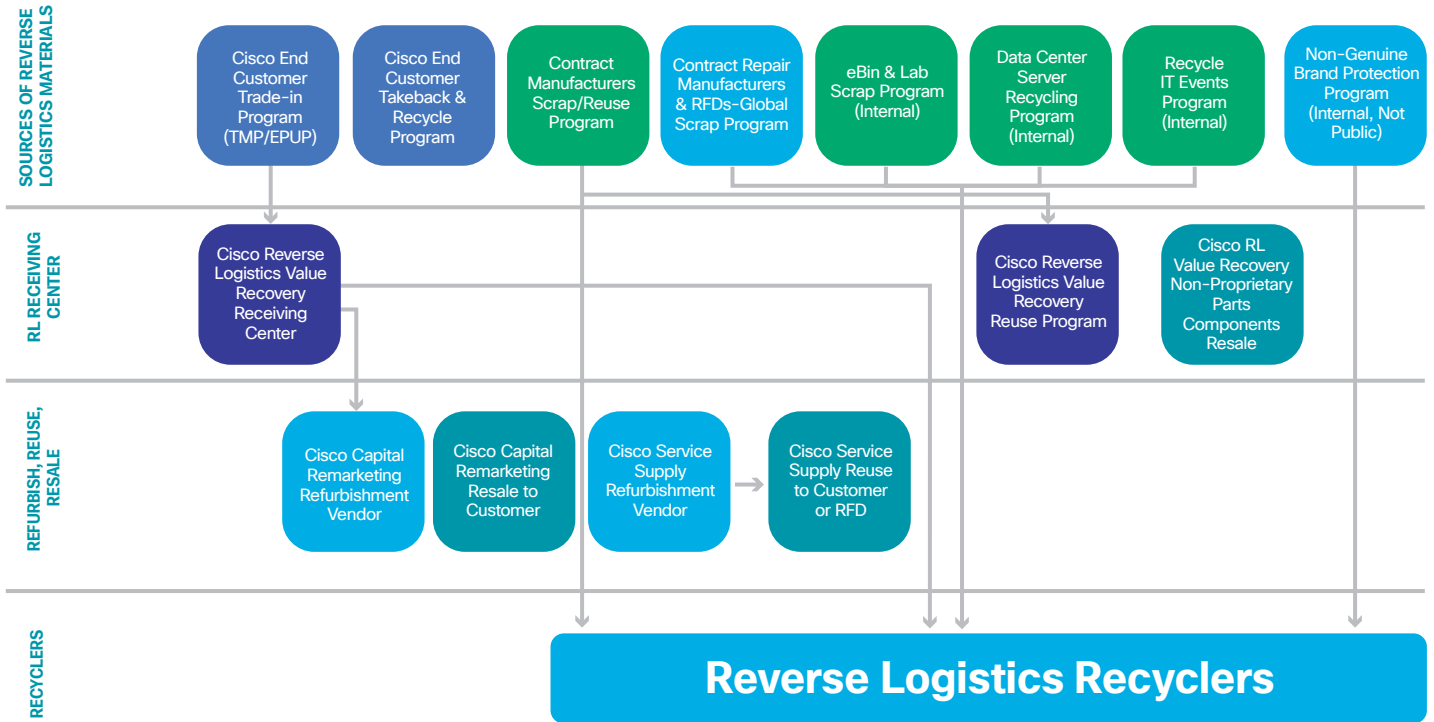 SOURCES OF REVERSE
LOGISTICS MATERIALS
Cisco End
Customer
Trade-in
Program
(TMP/EPUP)
Cisco End
Customer
Takeback &
Recycle
Program
Contract
Manufacturers
Scrap/Reuse
Program
Contract Repair
Manufacturers
& RFDs-Global
Scrap Program
eBin & Lab
Scrap Program
(Internal)
Data Center
Server
Recycling
Program
(Internal)
Recycle
IT Events
Program
(Internal)
Non-Genuine
Brand Protection
Program
(Internal, Not
Public)
RL RECEIVING
CENTER
Cisco Reverse
Logistics Value
Recovery
Receiving
Center
Cisco Reverse
Logistics Value
Recovery
Reuse Program
Cisco RL
Value Recovery
Non-Proprietary
Parts
Components
Resale
REFURBISH, REUSE,
RESALE
Cisco Capital
Remarketing
Refurbishment
Vendor
Cisco Capital
Remarketing
Resale to
Customer
Cisco Service
Supply
Refurbishment
Vendor
Cisco Service
Supply Reuse
to Customer
or RFD
RECYCLERS
Reverse Logistics Recyclers